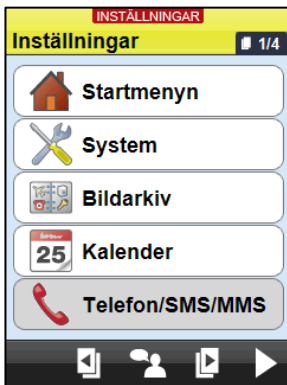 INSTÄLLNINGAR
Inställningar 1/4
Startmenyn
System
Bildarkiv
25 Kalender
Telefon/SMS/MMS